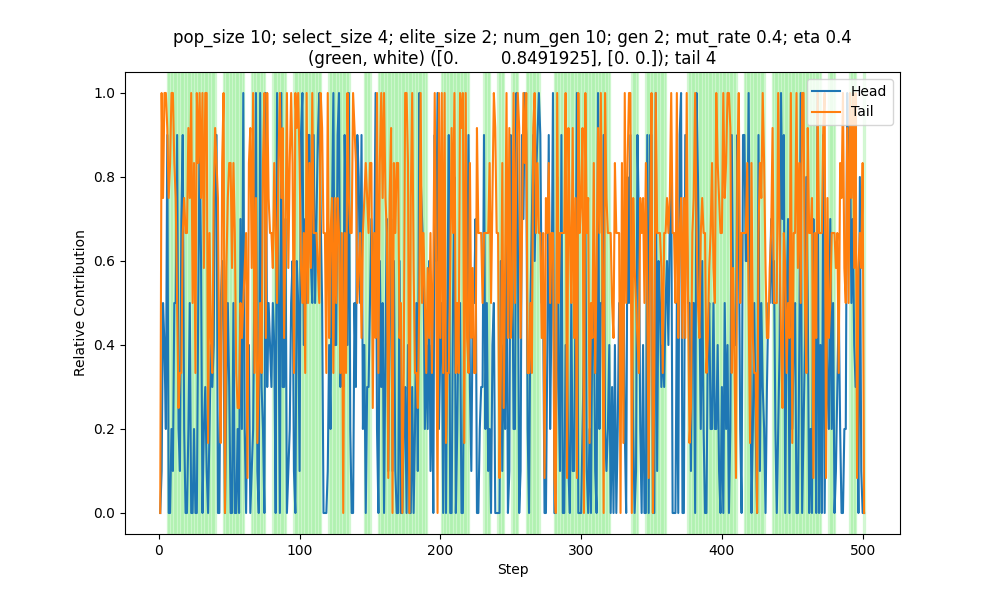 pop_size 10; select_size 4; elite_size 2; num_gen 10; gen 2; mut_rate 0.4; eta 0.4
(green, white) ([0.        0.8491925], [0. 0.]); tail 4
Head
Tail
Relative Contribution
1.0
0.8
0.6
0.4
0.2
0.0
0
100
200
300
400
500
Step